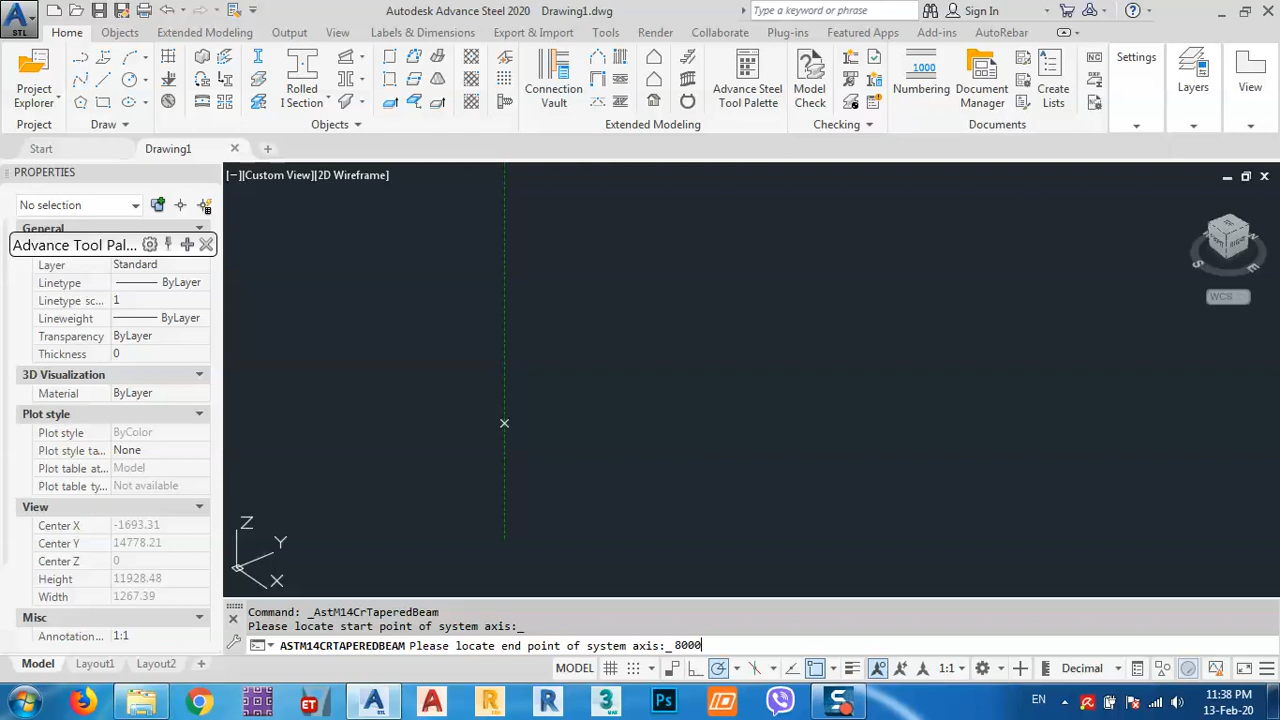 STL
Autodesk Advance Steel 2020 Drawing1.dwg
Type a keyword or phrase
Sign In
Home Objects Extended Modeling Output View Labels & Dimensions Export & Import Tools Render Collaborate Plug-ins Featured Apps Add-ins AutoRebar
Project Explorer
Rolled I Section
Connection Vault
Advance Steel Tool Palette
Model Check
1000
Numbering
Document Manager
Create Lists
Settings
Layers
View
Project Draw Objects Extended Modeling Checking Documents
Start Drawing1
PROPERTIES
No selection
General
Advance Tool Pal...
Layer Standard
Linetype ByLayer
Linetype sc... 1
Lineweight ByLayer
Transparency ByLayer
Thickness 0
3D Visualization
Material ByLayer
Plot style
Plot style ByColor
Plot style ta... None
Plot table at... Model
Plot table ty... Not available
View
Center X -1693.31
Center Y 14778.21
Center Z 0
Height 11928.48
Width 1267.39
Misc
Annotation... 1:1
[−][Custom View][2D Wireframe]
TOP
S
E
WCS
Z
Y
X
Command: _AstM14CrTaperedBeam
Please locate start point of system axis:_
ASTM14CRTAPEREDBEAM Please locate end point of system axis:_ 8000
Model Layout1 Layout2
MODEL
1:1
Decimal
ET
A
A
R
R
3
MAX
Ps
S
EN
11:38 PM
13-Feb-20